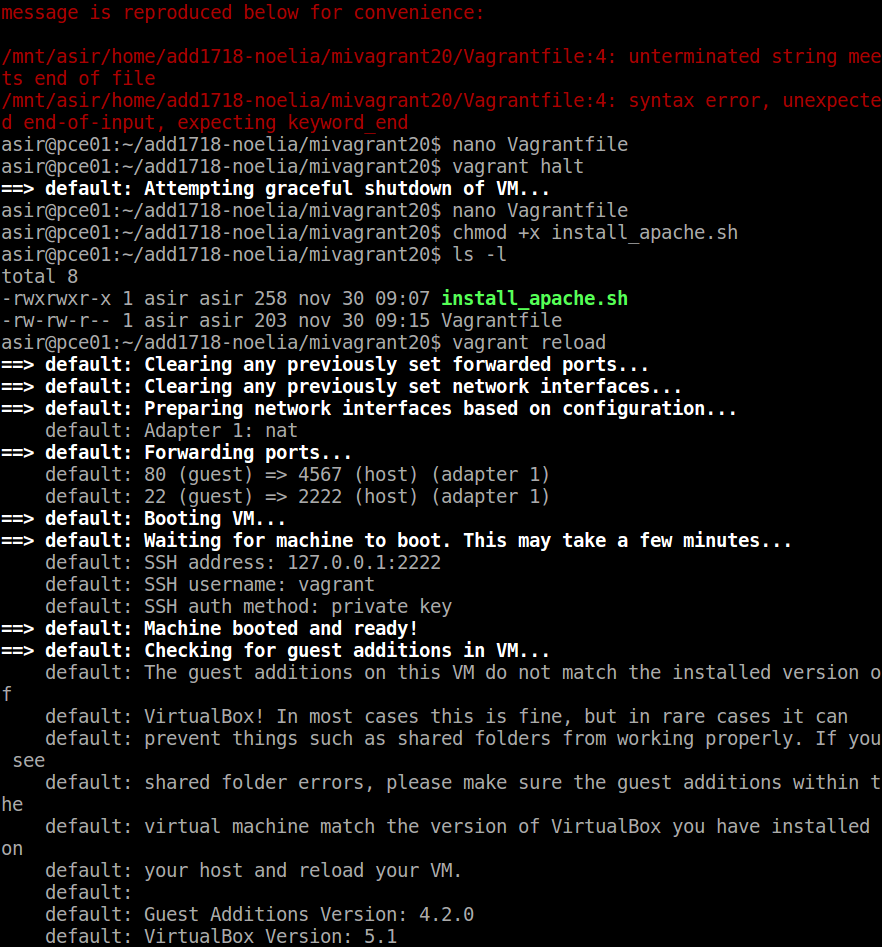 message is reproduced below for convenience:
/mnt/asir/home/add1718-noelia/mivagrant20/Vagrantfile:4: unterminated string mee
ts end of file
/mnt/asir/home/add1718-noelia/mivagrant20/Vagrantfile:4: syntax error, unexpecte
d end-of-input, expecting keyword_end
asir@pce01:~/add1718-noelia/mivagrant20$ nano Vagrantfile
asir@pce01:~/add1718-noelia/mivagrant20$ vagrant halt
==> default: Attempting graceful shutdown of VM...
asir@pce01:~/add1718-noelia/mivagrant20$ nano Vagrantfile
asir@pce01:~/add1718-noelia/mivagrant20$ chmod +x install_apache.sh
asir@pce01:~/add1718-noelia/mivagrant20$ ls -l
total 8
-rwxrwxr-x 1 asir asir 258 nov 30 09:07 install_apache.sh
-rw-rw-r-- 1 asir asir 203 nov 30 09:15 Vagrantfile
asir@pce01:~/add1718-noelia/mivagrant20$ vagrant reload
==> default: Clearing any previously set forwarded ports...
==> default: Clearing any previously set network interfaces...
==> default: Preparing network interfaces based on configuration...
    default: Adapter 1: nat
==> default: Forwarding ports...
    default: 80 (guest) => 4567 (host) (adapter 1)
    default: 22 (guest) => 2222 (host) (adapter 1)
==> default: Booting VM...
==> default: Waiting for machine to boot. This may take a few minutes...
    default: SSH address: 127.0.0.1:2222
    default: SSH username: vagrant
    default: SSH auth method: private key
==> default: Machine booted and ready!
==> default: Checking for guest additions in VM...
    default: The guest additions on this VM do not match the installed version o
f
    default: VirtualBox! In most cases this is fine, but in rare cases it can
    default: prevent things such as shared folders from working properly. If you
 see
    default: shared folder errors, please make sure the guest additions within t
he
    default: virtual machine match the version of VirtualBox you have installed
on
    default: your host and reload your VM.
    default:
    default: Guest Additions Version: 4.2.0
    default: VirtualBox Version: 5.1